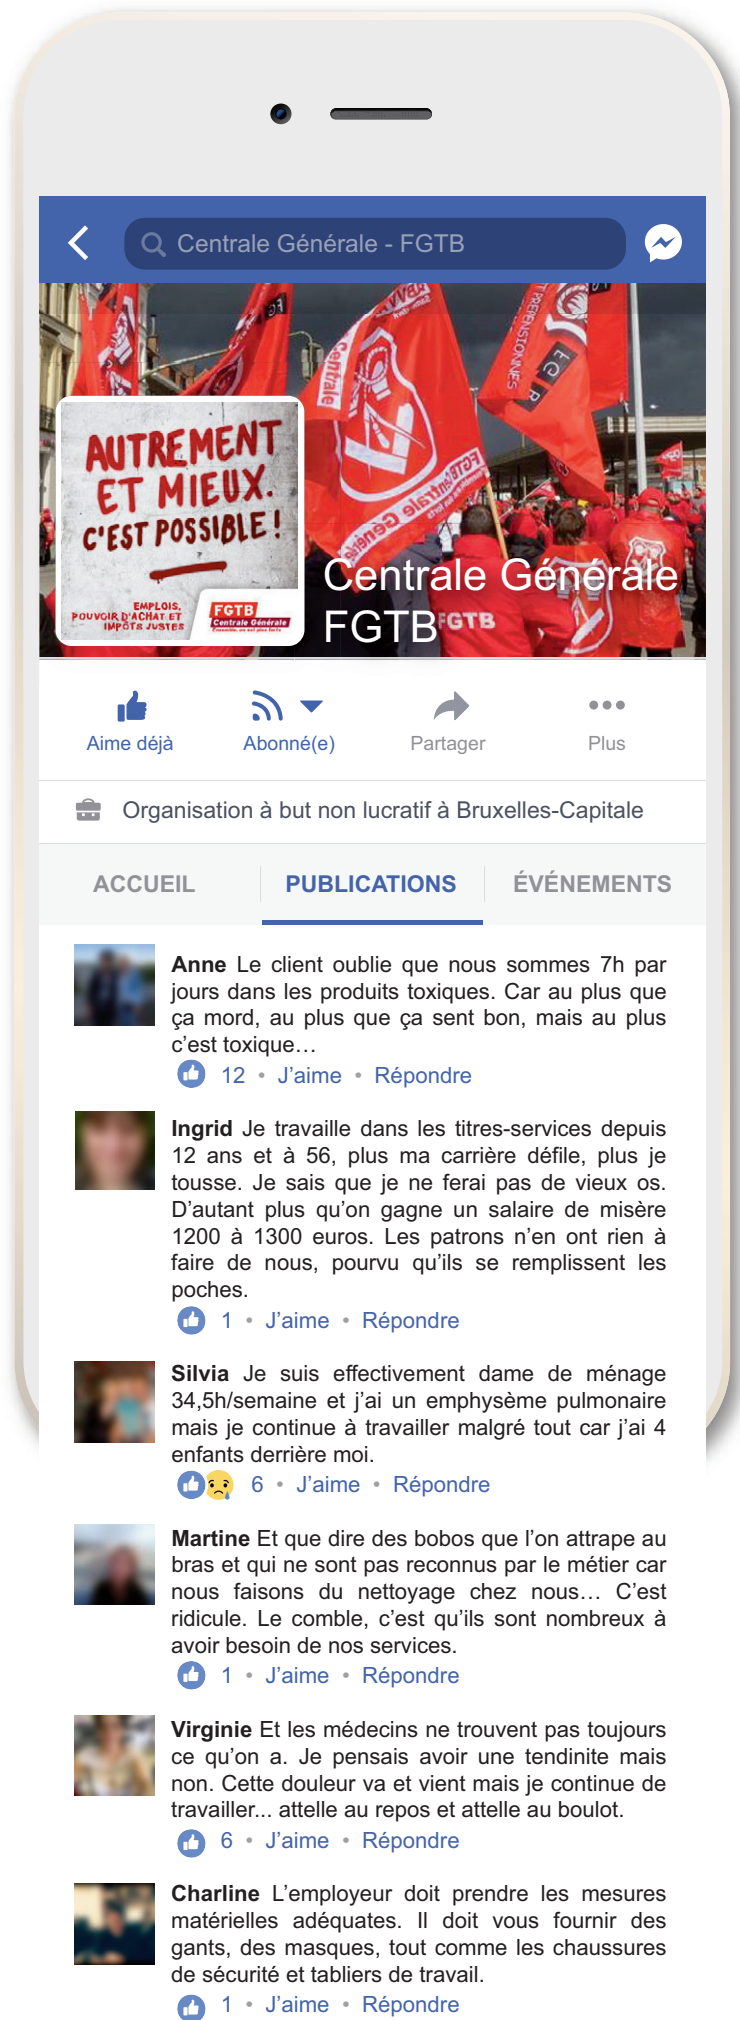 Centrale Générale - FGTB
Centrale
FGTB Centrale Générale
PRÉPENSIONNÉS
AUTREMENT
ET MIEUX.
C'EST POSSIBLE !
EMPLOIS,
POUVOIR D'ACHAT ET
IMPÔTS JUSTES
FGTB
Centrale Générale
Ensemble, on est plus forts
FGTB
Centrale Générale
FGTB
Aime déjà
Abonné(e)
Partager
Plus
Organisation à but non lucratif à Bruxelles-Capitale
ACCUEIL
PUBLICATIONS
ÉVÉNEMENTS
Anne Le client oublie que nous sommes 7h par
jours dans les produits toxiques. Car au plus que
ça mord, au plus que ça sent bon, mais au plus
c'est toxique…
12 • J'aime • Répondre
Ingrid Je travaille dans les titres-services depuis
12 ans et à 56, plus ma carrière défile, plus je
tousse. Je sais que je ne ferai pas de vieux os.
D'autant plus qu'on gagne un salaire de misère
1200 à 1300 euros. Les patrons n'en ont rien à
faire de nous, pourvu qu'ils se remplissent les
poches.
1 • J'aime • Répondre
Silvia Je suis effectivement dame de ménage
34,5h/semaine et j'ai un emphysème pulmonaire
mais je continue à travailler malgré tout car j'ai 4
enfants derrière moi.
6 • J'aime • Répondre
Martine Et que dire des bobos que l'on attrape au
bras et qui ne sont pas reconnus par le métier car
nous faisons du nettoyage chez nous… C'est
ridicule. Le comble, c'est qu'ils sont nombreux à
avoir besoin de nos services.
1 • J'aime • Répondre
Virginie Et les médecins ne trouvent pas toujours
ce qu'on a. Je pensais avoir une tendinite mais
non. Cette douleur va et vient mais je continue de
travailler... attelle au repos et attelle au boulot.
6 • J'aime • Répondre
Charline L'employeur doit prendre les mesures
matérielles adéquates. Il doit vous fournir des
gants, des masques, tout comme les chaussures
de sécurité et tabliers de travail.
1 • J'aime • Répondre